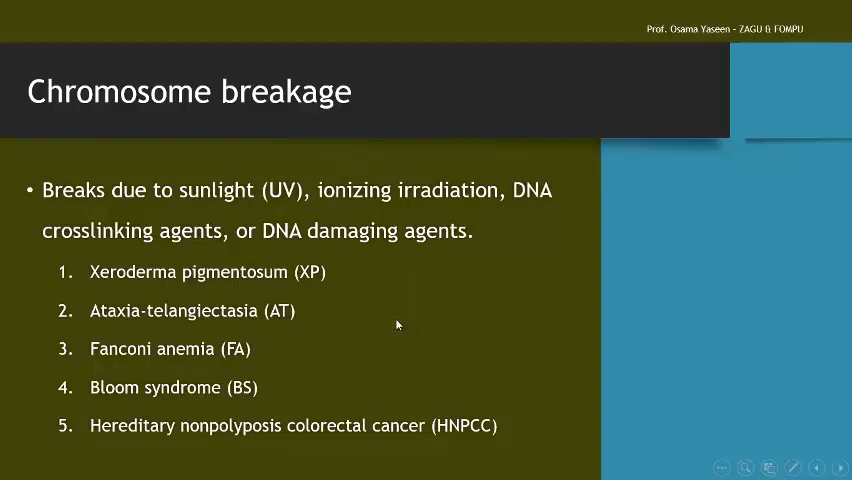 Prof. Osama Yaseen – ZAGU & FOMPU
Chromosome breakage
• Breaks due to sunlight (UV), ionizing irradiation, DNA
crosslinking agents, or DNA damaging agents.
1. Xeroderma pigmentosum (XP)
2. Ataxia-telangiectasia (AT)
3. Fanconi anemia (FA)
4. Bloom syndrome (BS)
5. Hereditary nonpolyposis colorectal cancer (HNPCC)